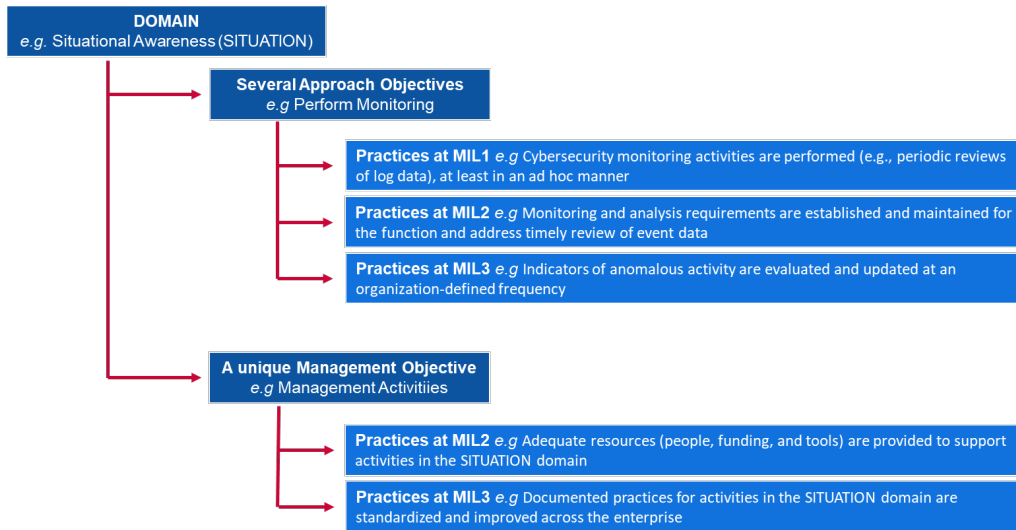 DOMAIN
e.g. Situational Awareness (SITUATION)
Several Approach Objectives
e.g Perform Monitoring
Practices at MIL1 e.g Cybersecurity monitoring activities are performed (e.g., periodic reviews
of log data), at least in an ad hoc manner
Practices at MIL2 e.g Monitoring and analysis requirements are established and maintained for
the function and address timely review of event data
Practices at MIL3 e.g Indicators of anomalous activity are evaluated and updated at an
organization-defined frequency
A unique Management Objective
e.g Management Activitiies
Practices at MIL2 e.g Adequate resources (people, funding, and tools) are provided to support
activities in the SITUATION domain
Practices at MIL3 e.g Documented practices for activities in the SITUATION domain are
standardized and improved across the enterprise